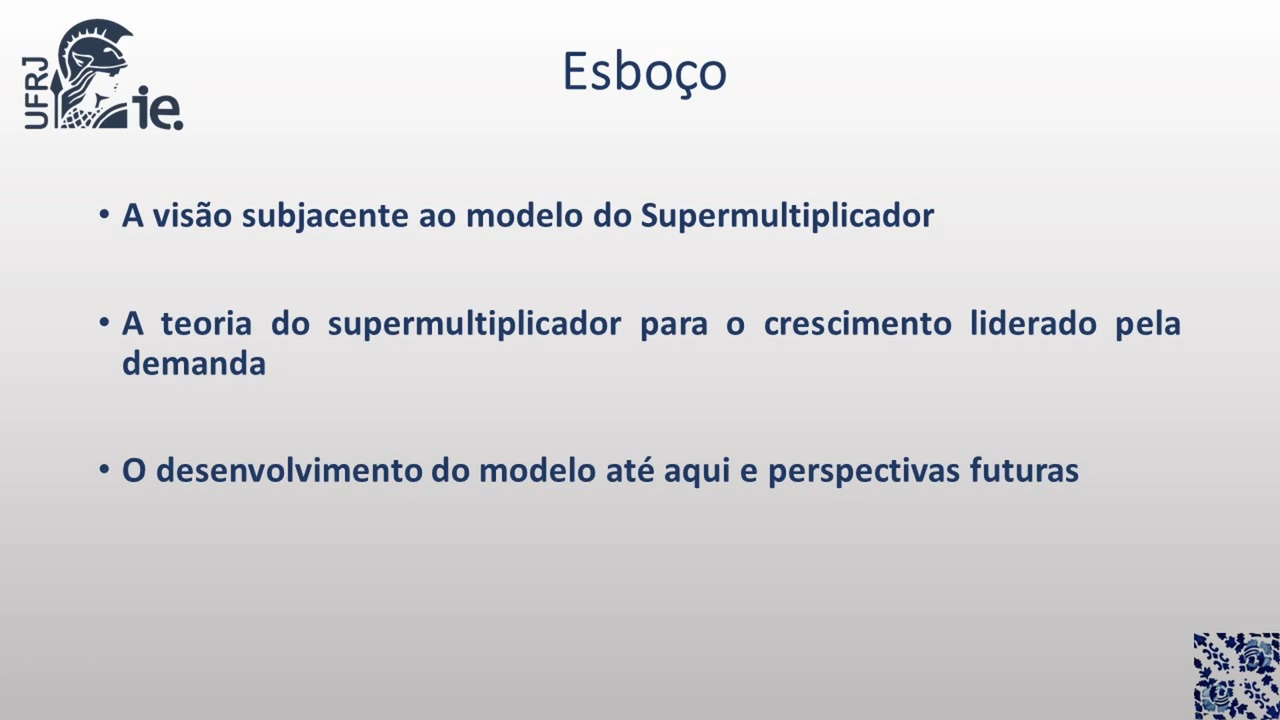 UFRJ
ie.
Esboço
• A visão subjacente ao modelo do Supermultiplicador
• A teoria do supermultiplicador para o crescimento liderado pela
demanda
• O desenvolvimento do modelo até aqui e perspectivas futuras